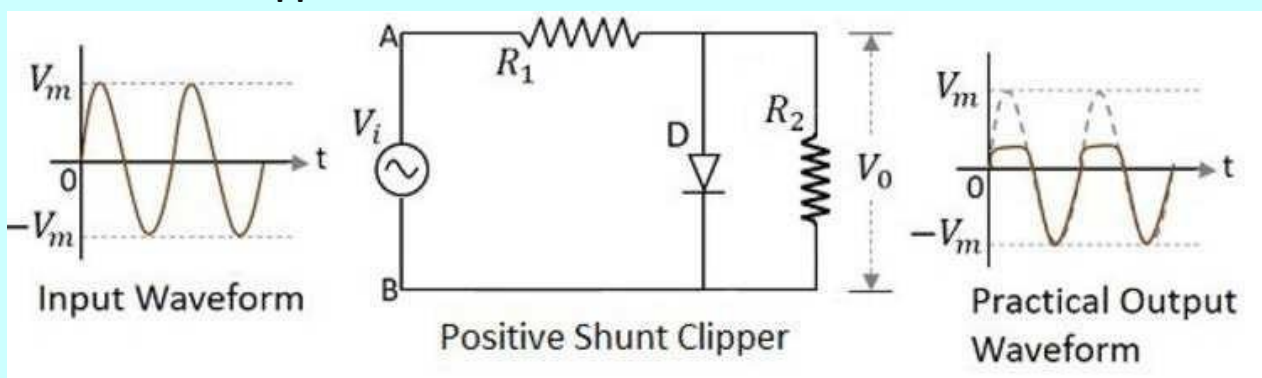 V_m
0
−V_m
t
Input Waveform
A
R_1
V_i
D
R_2
V_0
B
Positive Shunt Clipper
V_m
0
−V_m
t
Practical Output
Waveform